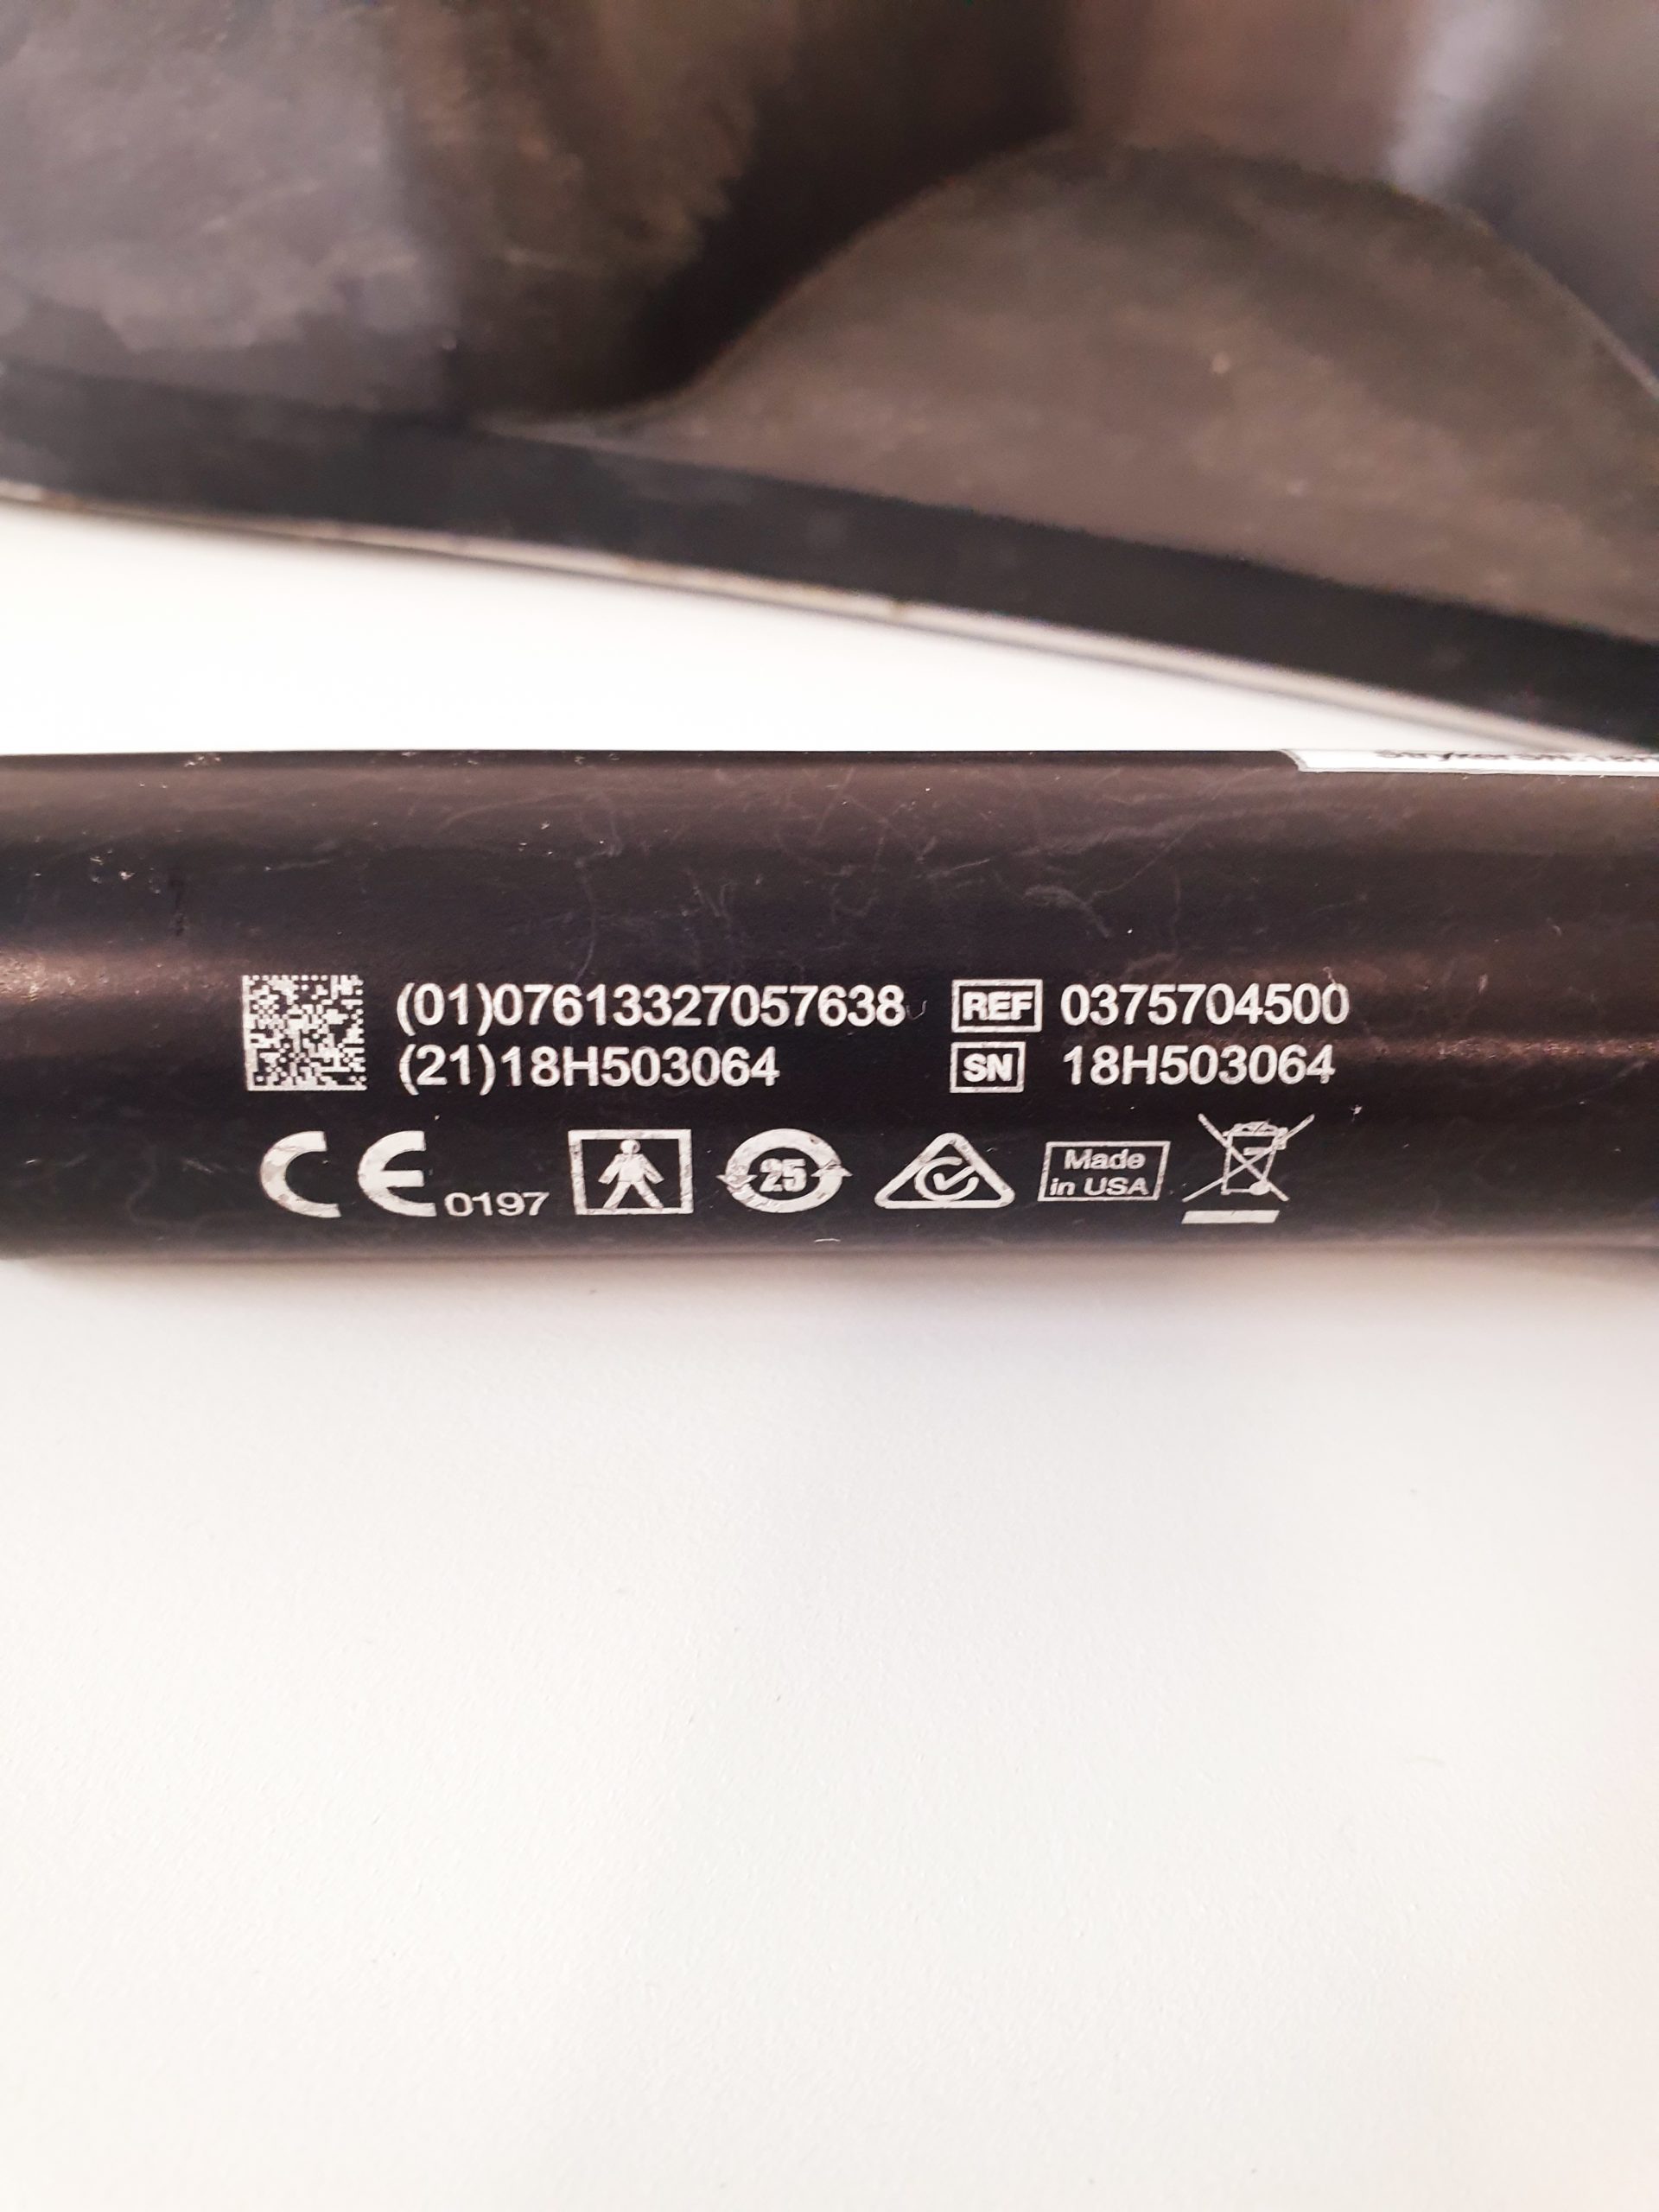 (01)07613327057638 REF 0375704500
(21)18H503064 SN 18H503064
CE 0197 25 Made
in USA